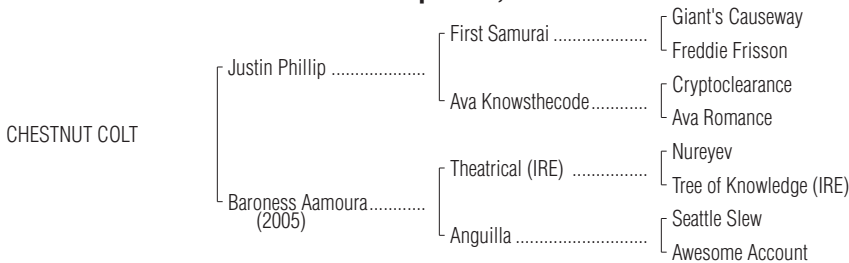 Giant's Causeway
First Samurai ....................
Freddie Frisson
Justin Phillip ....................
Cryptoclearance
Ava Knowsthecode............
Ava Romance
CHESTNUT COLT
Nureyev
Theatrical (IRE) ................
Tree of Knowledge (IRE)
Baroness Aamoura............
(2005)
Seattle Slew
Anguilla ............................
Awesome Account